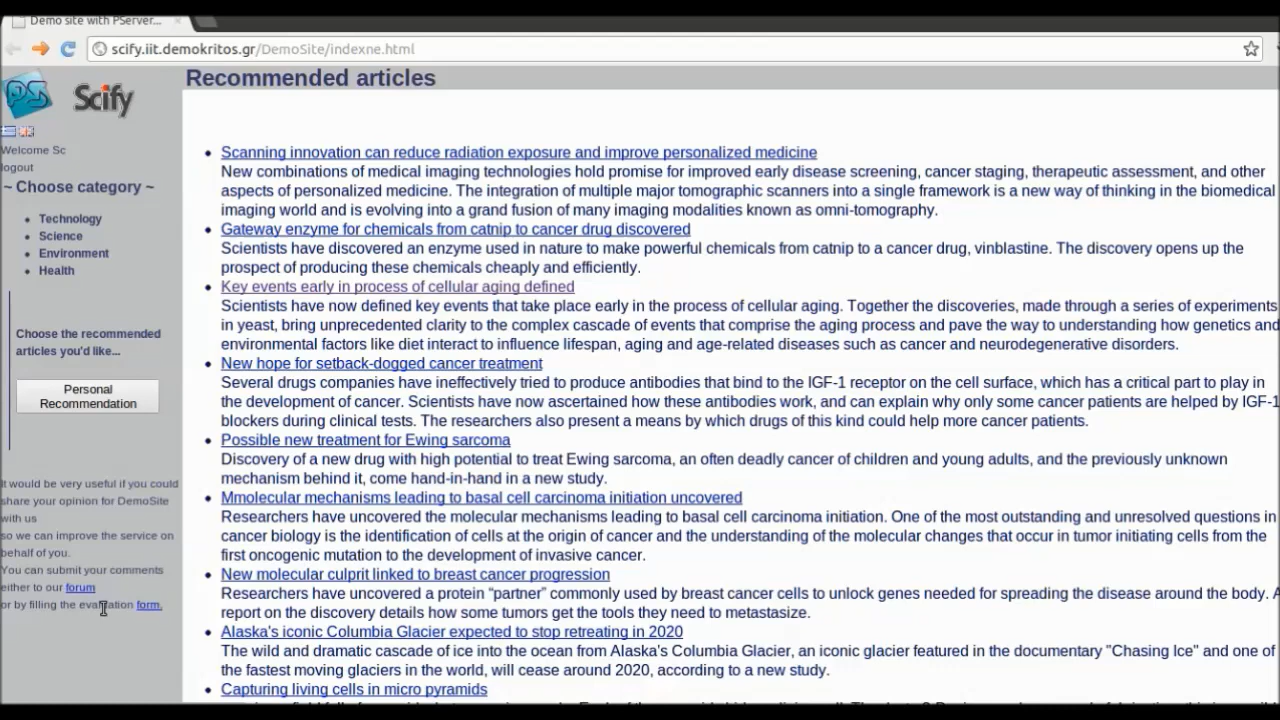 Demo site with PServer...
scify.iit.demokritos.gr/DemoSite/indexne.html
PS Scify
Welcome Sc
logout
~ Choose category ~
Technology
Science
Environment
Health
Choose the recommended
articles you'd like...
Personal
Recommendation
It would be very useful if you could
share your opinion for DemoSite
with us
so we can improve the service on
behalf of you.
You can submit your comments
either to our forum
or by filling the evaluation form.
Recommended articles
Scanning innovation can reduce radiation exposure and improve personalized medicine
New combinations of medical imaging technologies hold promise for improved early disease screening, cancer staging, therapeutic assessment, and other
aspects of personalized medicine. The integration of multiple major tomographic scanners into a single framework is a new way of thinking in the biomedical
imaging world and is evolving into a grand fusion of many imaging modalities known as omni-tomography.
Gateway enzyme for chemicals from catnip to cancer drug discovered
Scientists have discovered an enzyme used in nature to make powerful chemicals from catnip to a cancer drug, vinblastine. The discovery opens up the
prospect of producing these chemicals cheaply and efficiently.
Key events early in process of cellular aging defined
Scientists have now defined key events that take place early in the process of cellular aging. Together the discoveries, made through a series of experiments
in yeast, bring unprecedented clarity to the complex cascade of events that comprise the aging process and pave the way to understanding how genetics and
environmental factors like diet interact to influence lifespan, aging and age-related diseases such as cancer and neurodegenerative disorders.
New hope for setback-dogged cancer treatment
Several drugs companies have ineffectively tried to produce antibodies that bind to the IGF-1 receptor on the cell surface, which has a critical part to play in
the development of cancer. Scientists have now ascertained how these antibodies work, and can explain why only some cancer patients are helped by IGF-1
blockers during clinical tests. The researchers also present a means by which drugs of this kind could help more cancer patients.
Possible new treatment for Ewing sarcoma
Discovery of a new drug with high potential to treat Ewing sarcoma, an often deadly cancer of children and young adults, and the previously unknown
mechanism behind it, come hand-in-hand in a new study.
Mmolecular mechanisms leading to basal cell carcinoma initiation uncovered
Researchers have uncovered the molecular mechanisms leading to basal cell carcinoma initiation. One of the most outstanding and unresolved questions in
cancer biology is the identification of cells at the origin of cancer and the understanding of the molecular changes that occur in tumor initiating cells from the
first oncogenic mutation to the development of invasive cancer.
New molecular culprit linked to breast cancer progression
Researchers have uncovered a protein “partner” commonly used by breast cancer cells to unlock genes needed for spreading the disease around the body. A
report on the discovery details how some tumors get the tools they need to metastasize.
Alaska's iconic Columbia Glacier expected to stop retreating in 2020
The wild and dramatic cascade of ice into the ocean from Alaska's Columbia Glacier, an iconic glacier featured in the documentary "Chasing Ice" and one of
the fastest moving glaciers in the world, will cease around 2020, according to a new study.
Capturing living cells in micro pyramids